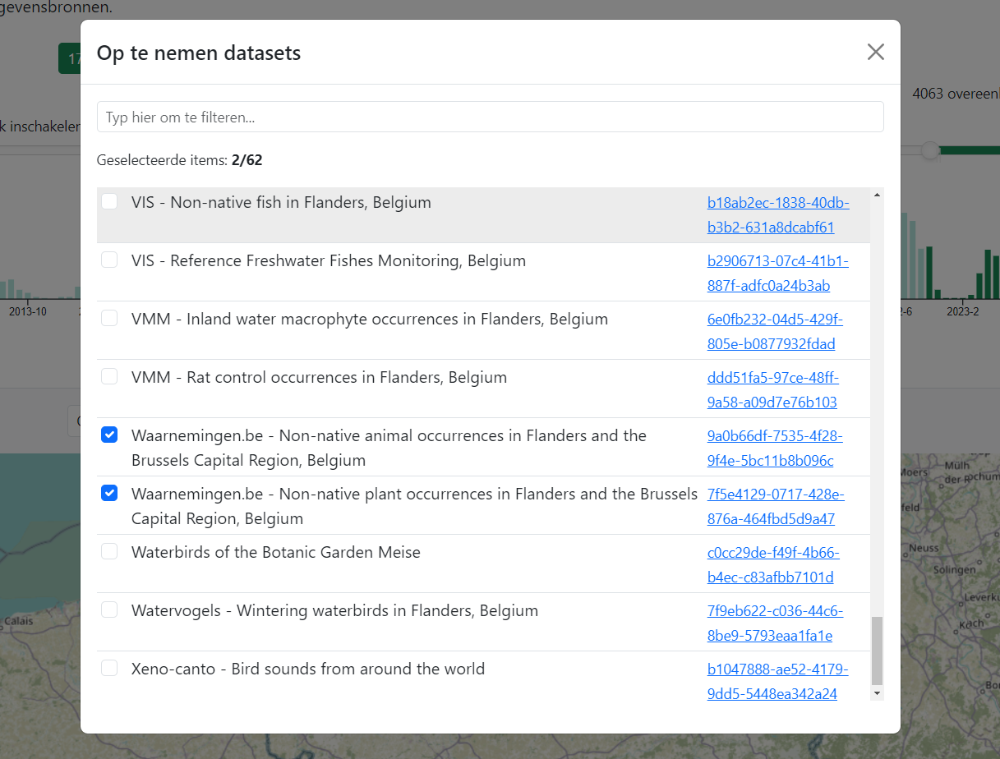 gevensbronnen.
17
4063 overeenk
k inschakelen
2013-10
2-6
2023-2
Op te nemen datasets
Typ hier om te filteren...
Geselecteerde items: 2/62
VIS - Non-native fish in Flanders, Belgium
b18ab2ec-1838-40db-
b3b2-631a8dcabf61
VIS - Reference Freshwater Fishes Monitoring, Belgium
b2906713-07c4-41b1-
887f-adfc0a24b3ab
VMM - Inland water macrophyte occurrences in Flanders, Belgium
6e0fb232-04d5-429f-
805e-b0877932fdad
VMM - Rat control occurrences in Flanders, Belgium
ddd51fa5-97ce-48ff-
9a58-a09d7e76b103
Waarnemingen.be - Non-native animal occurrences in Flanders and the
Brussels Capital Region, Belgium
9a0b66df-7535-4f28-
9f4e-5bc11b8b096c
Waarnemingen.be - Non-native plant occurrences in Flanders and the Brussels
Capital Region, Belgium
7f5e4129-0717-428e-
876a-464fbd5d9a47
Waterbirds of the Botanic Garden Meise
c0cc29de-f49f-4b66-
b4ec-c83afbb7101d
Watervogels - Wintering waterbirds in Flanders, Belgium
7f9eb622-c036-44c6-
8be9-5793eaa1fa1e
Xeno-canto - Bird sounds from around the world
b1047888-ae52-4179-
9dd5-5448ea342a24
Calais
Moers
Mülh
der
ochum
feld
Neuss
Solingen
Leverku
Bo